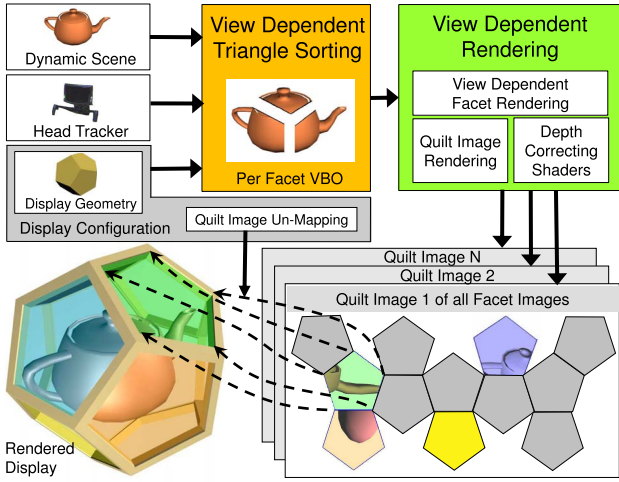 Dynamic Scene
Head Tracker
Display Geometry
Display Configuration
Quilt Image Un-Mapping
View Dependent
Triangle Sorting
Per Facet VBO
View Dependent
Rendering
View Dependent
Facet Rendering
Quilt Image
Rendering
Depth
Correcting
Shaders
Quilt Image N
Quilt Image 2
Quilt Image 1 of all Facet Images
Rendered
Display